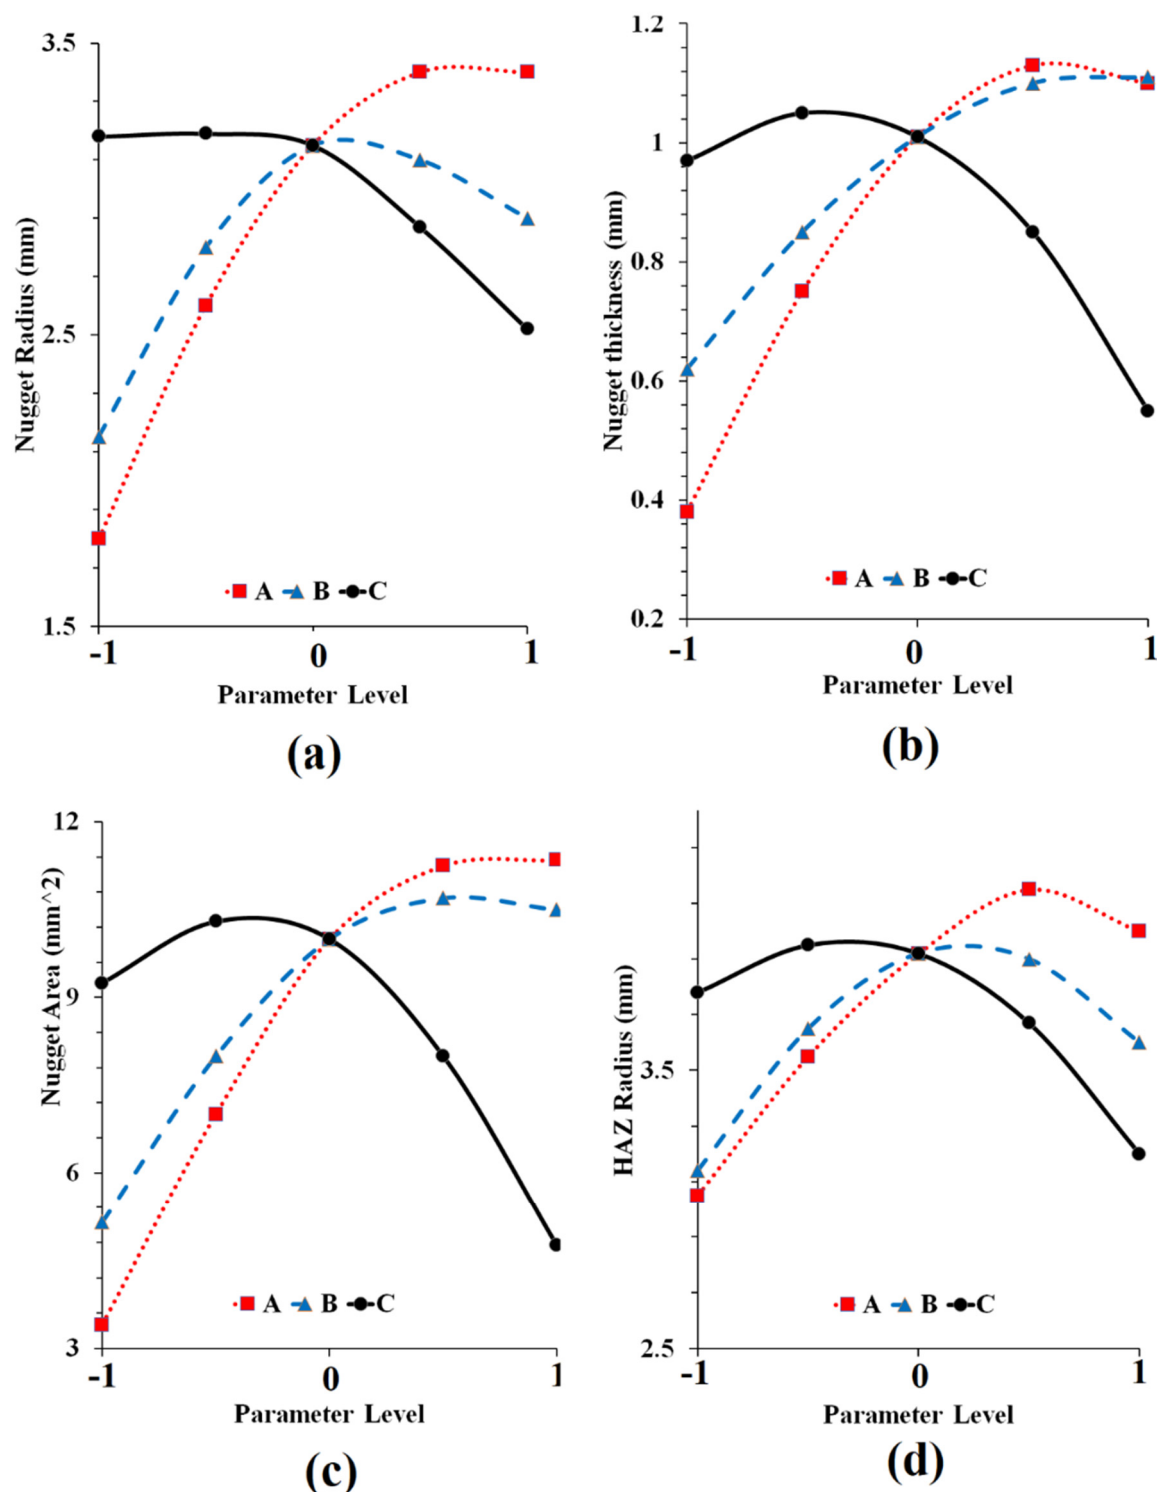 3.5
2.5
1.5
Nugget Radius (mm)
A B C
-1 0 1
Parameter Level
(a)
1.2
1
0.8
0.6
0.4
0.2
Nugget thickness (mm)
A B C
-1 0 1
Parameter Level
(b)
12
9
6
3
Nugget Area (mm^2)
A B C
-1 0 1
Parameter Level
(c)
3.5
2.5
HAZ Radius (mm)
A B C
-1 0 1
Parameter Level
(d)